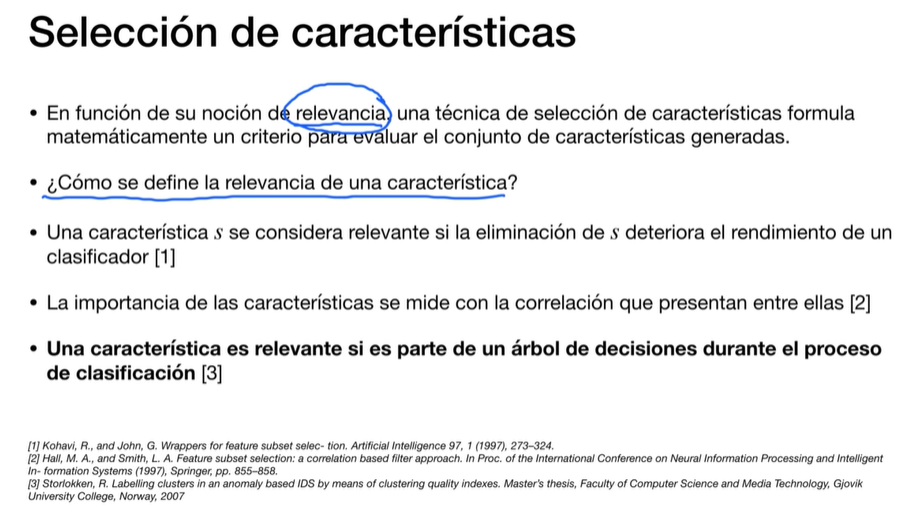 Selección de características
• En función de su noción de relevancia, una técnica de selección de características formula
matemáticamente un criterio para evaluar el conjunto de características generadas.
• ¿Cómo se define la relevancia de una característica?
• Una característica s se considera relevante si la eliminación de s deteriora el rendimiento de un
clasificador [1]
• La importancia de las características se mide con la correlación que presentan entre ellas [2]
• Una característica es relevante si es parte de un árbol de decisiones durante el proceso
de clasificación [3]
[1] Kohavi, R., and John, G. Wrappers for feature subset selec- tion. Artificial Intelligence 97, 1 (1997), 273–324.
[2] Hall, M. A., and Smith, L. A. Feature subset selection: a correlation based filter approach. In Proc. of the International Conference on Neural Information Processing and Intelligent
In- formation Systems (1997), Springer, pp. 855–858.
[3] Storlokken, R. Labelling clusters in an anomaly based IDS by means of clustering quality indexes. Master's thesis, Faculty of Computer Science and Media Technology, Gjovik
University College, Norway, 2007